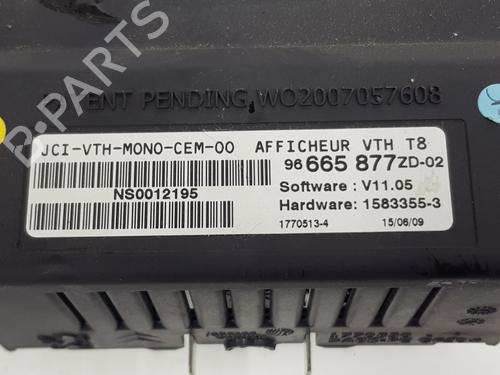 PATENT PENDING WO2007057608
JCI-VTH-MONO-CEM-00 AFFICHEUR VTH T8
96 665 877ZD-02
NS0012195
Software : V11.05
Hardware: 1583355-3
1770513-4 15/06/09